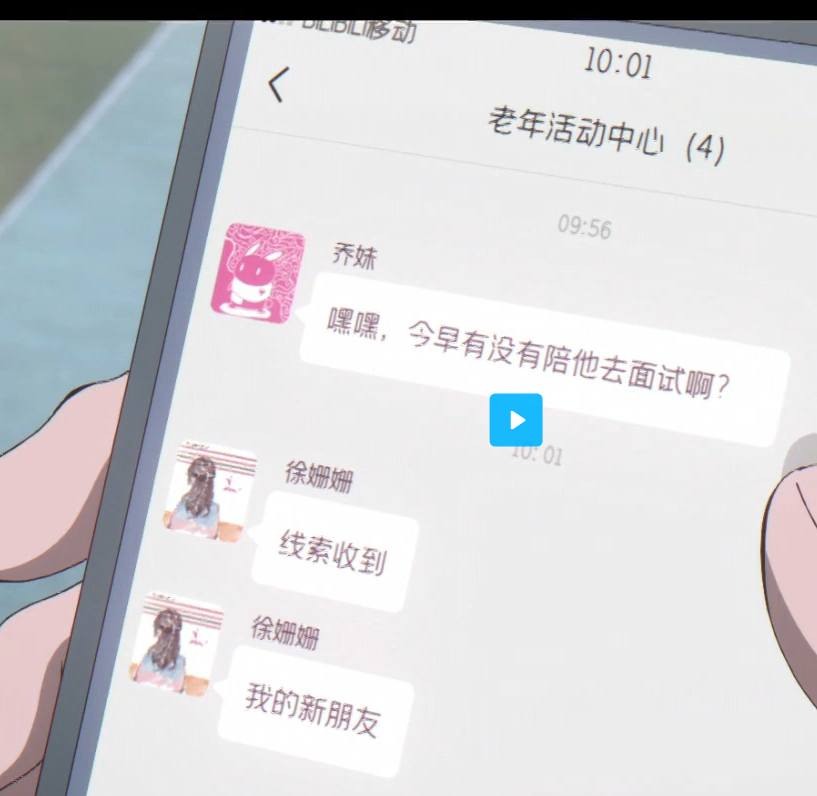 BILIBILI移动
10:01
老年活动中心 (4)
09:56
乔妹
嘿嘿，今早有没有陪他去面试啊？
10:01
徐姗姗
线索收到
徐姗姗
我的新朋友